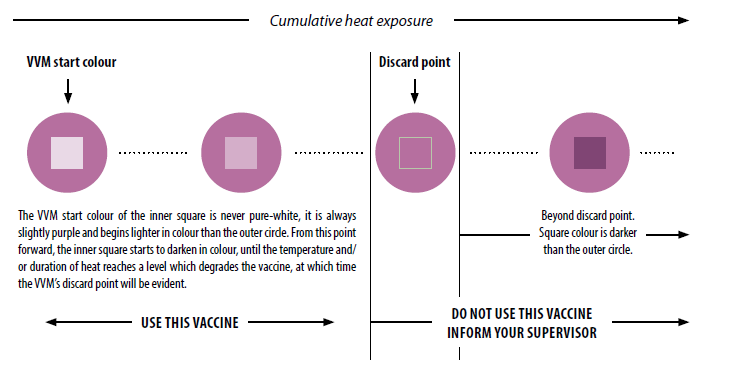 Cumulative heat exposure
VVM start colour
Discard point
The VVM start colour of the inner square is never pure-white, it is always
slightly purple and begins lighter in colour than the outer circle. From this point
forward, the inner square starts to darken in colour, until the temperature and/
or duration of heat reaches a level which degrades the vaccine, at which time
the VVM's discard point will be evident.
Beyond discard point.
Square colour is darker
than the outer circle.
USE THIS VACCINE
DO NOT USE THIS VACCINE
INFORM YOUR SUPERVISOR